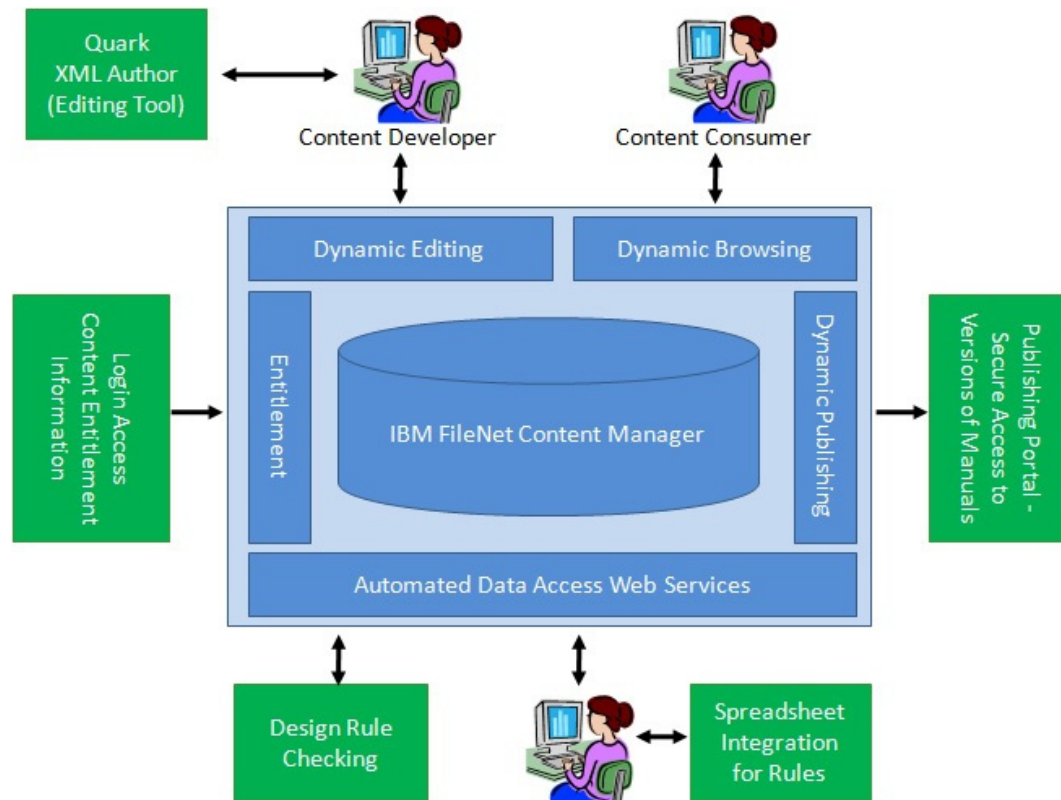 Quark
XML Author
(Editing Tool)
Content Developer
Content Consumer
Dynamic Editing
Dynamic Browsing
Login Access
Content Entitlement
Information
Entitlement
IBM FileNet Content Manager
Dynamic Publishing
Publishing Portal -
Secure Access to
Versions of Manuals
Automated Data Access Web Services
Design Rule
Checking
Spreadsheet
Integration
for Rules